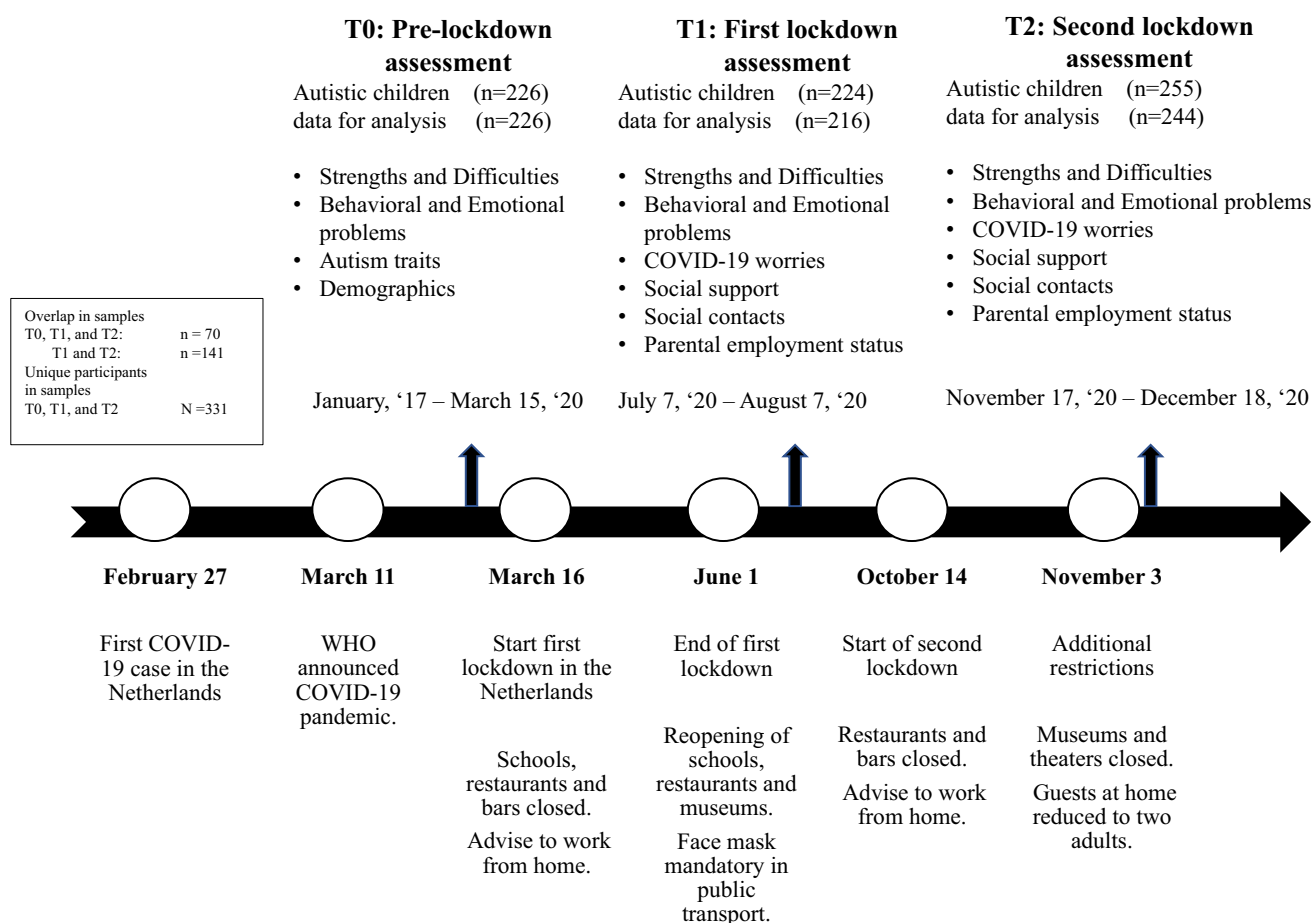 T0: Pre-lockdown
assessment
Autistic children (n=226)
data for analysis (n=226)
• Strengths and Difficulties
• Behavioral and Emotional
problems
• Autism traits
• Demographics
January, ‘17 – March 15, ‘20
T1: First lockdown
assessment
Autistic children (n=224)
data for analysis (n=216)
• Strengths and Difficulties
• Behavioral and Emotional
problems
• COVID-19 worries
• Social support
• Social contacts
• Parental employment status
July 7, ‘20 – August 7, ‘20
T2: Second lockdown
assessment
Autistic children (n=255)
data for analysis (n=244)
• Strengths and Difficulties
• Behavioral and Emotional problems
• COVID-19 worries
• Social support
• Social contacts
• Parental employment status
November 17, ‘20 – December 18, ‘20
Overlap in samples
T0, T1, and T2: n = 70
T1 and T2: n =141
Unique participants
in samples
T0, T1, and T2 N =331
February 27
First COVID-
19 case in the
Netherlands
March 11
WHO
announced
COVID-19
pandemic.
March 16
Start first
lockdown in the
Netherlands
Schools,
restaurants and
bars closed.
Advise to work
from home.
June 1
End of first
lockdown
Reopening of
schools,
restaurants and
museums.
Face mask
mandatory in
public
transport.
October 14
Start of second
lockdown
Restaurants and
bars closed.
Advise to work
from home.
November 3
Additional
restrictions
Museums and
theaters closed.
Guests at home
reduced to two
adults.